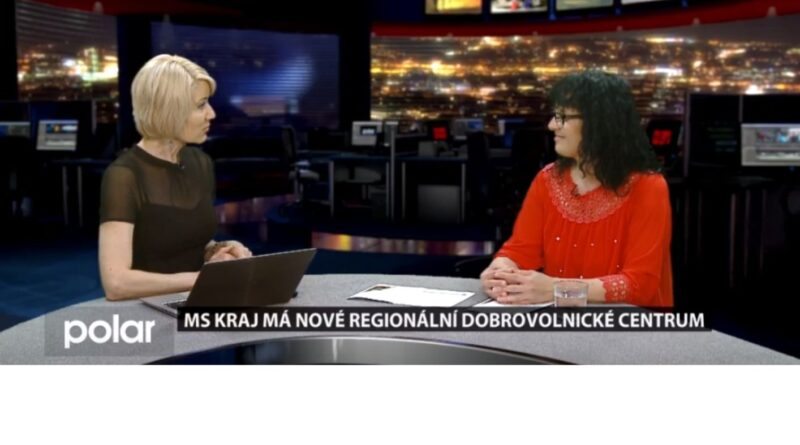 MS KRAJ MÁ NOVÉ REGIONÁLNÍ DOBROVOLNICKÉ CENTRUM
polar